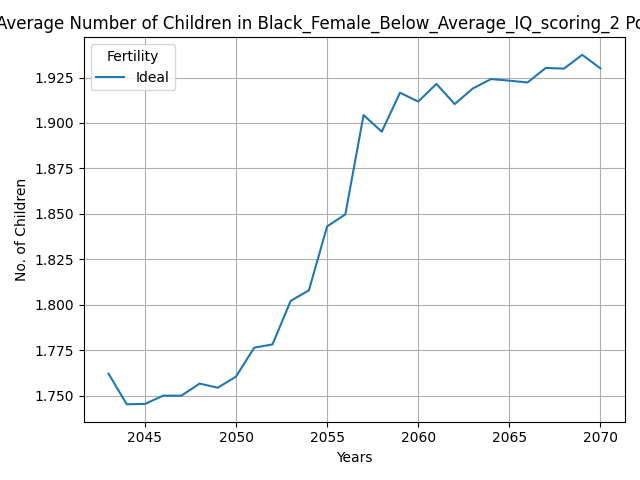 Average Number of Children in Black_Female_Below_Average_IQ_scoring_2 Po
Fertility
Ideal
1.925
1.900
1.875
1.850
1.825
1.800
1.775
1.750
No. of Children
2045 2050 2055 2060 2065 2070
Years